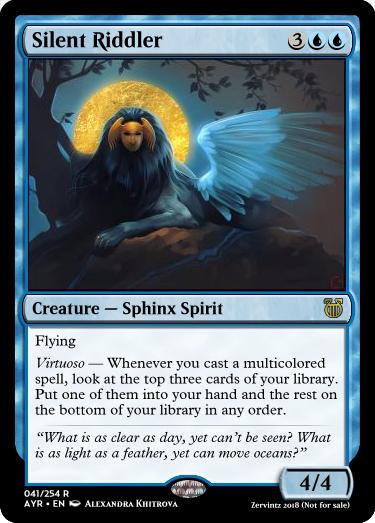 Silent Riddler 3
Creature — Sphinx Spirit
Flying
Virtuoso — Whenever you cast a multicolored
spell, look at the top three cards of your library.
Put one of them into your hand and the rest on
the bottom of your library in any order.
“What is as clear as day, yet can’t be seen? What
is as light as a feather, yet can move oceans?”
4/4
041/254 R
AYR • EN Alexandra Khitrova
Zervintz 2018 (Not for sale)